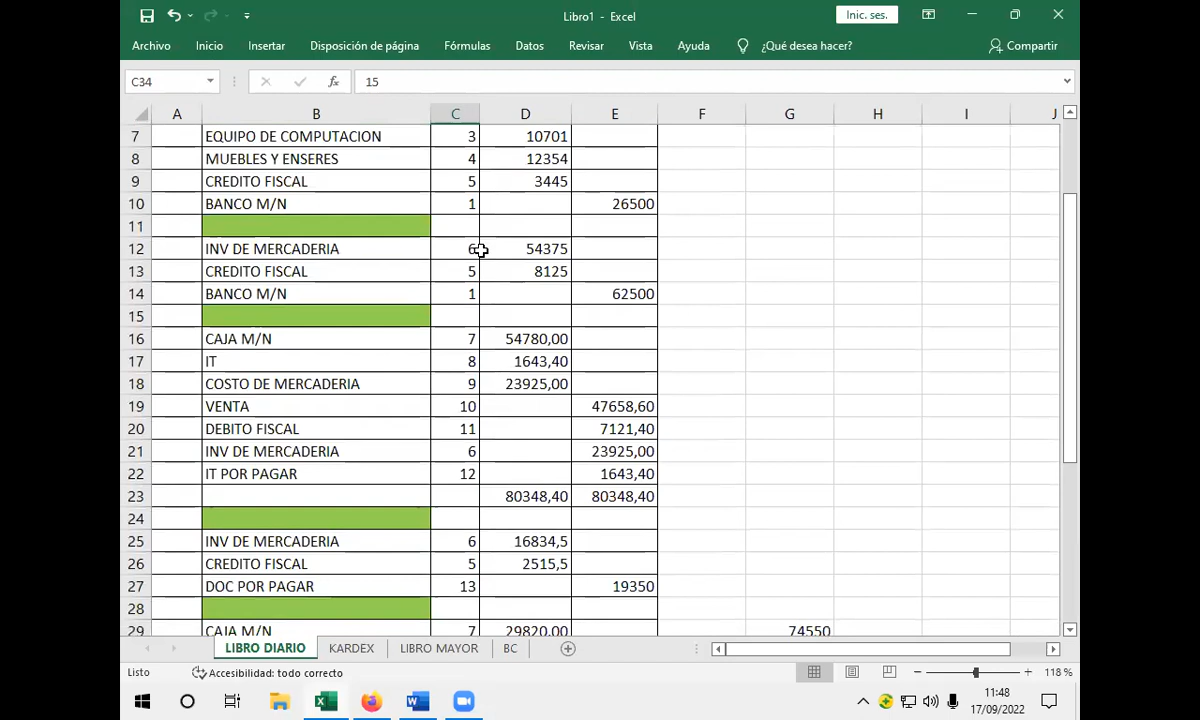 Libro1 - Excel
Inic. ses.
Archivo Inicio Insertar Disposición de página Fórmulas Datos Revisar Vista Ayuda ¿Qué desea hacer? Compartir
C34 fx 15
A B C D E F G H I J
7 EQUIPO DE COMPUTACION 3 10701
8 MUEBLES Y ENSERES 4 12354
9 CREDITO FISCAL 5 3445
10 BANCO M/N 1 26500
11
12 INV DE MERCADERIA 6 54375
13 CREDITO FISCAL 5 8125
14 BANCO M/N 1 62500
15
16 CAJA M/N 7 54780,00
17 IT 8 1643,40
18 COSTO DE MERCADERIA 9 23925,00
19 VENTA 10 47658,60
20 DEBITO FISCAL 11 7121,40
21 INV DE MERCADERIA 6 23925,00
22 IT POR PAGAR 12 1643,40
23 80348,40 80348,40
24
25 INV DE MERCADERIA 6 16834,5
26 CREDITO FISCAL 5 2515,5
27 DOC POR PAGAR 13 19350
28
29 CAJA M/N 7 29820,00 74550
LIBRO DIARIO KARDEX LIBRO MAYOR BC
Listo Accesibilidad: todo correcto 118 %
11:48
17/09/2022